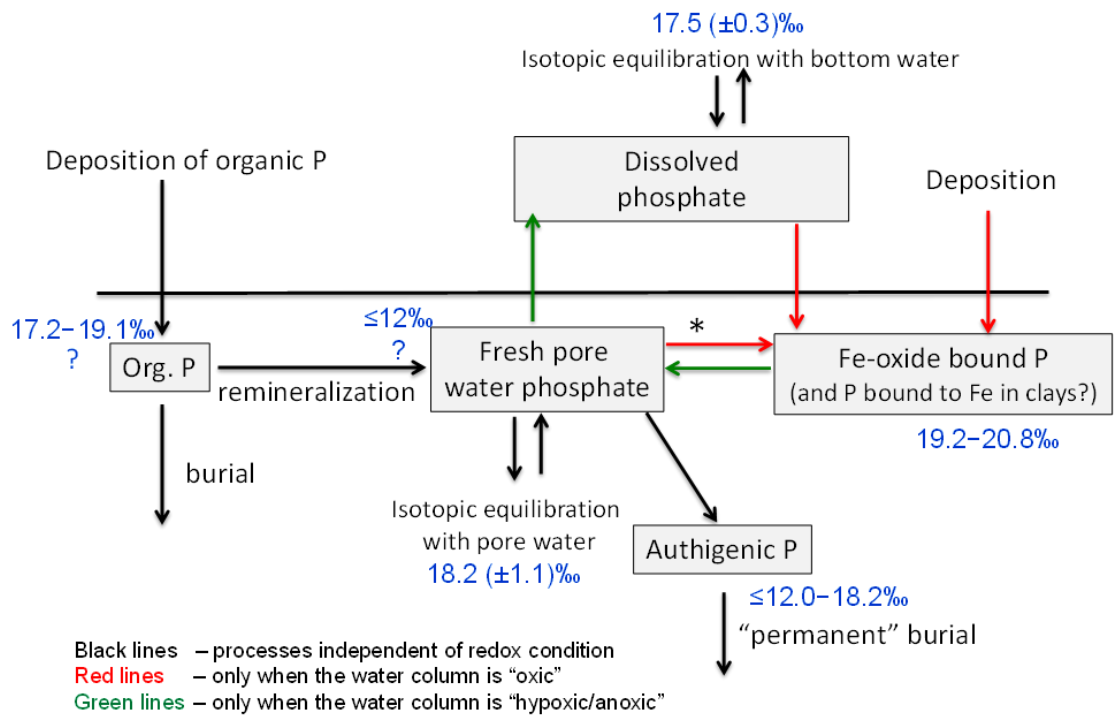 17.5 (±0.3)‰
Isotopic equilibration with bottom water
Deposition of organic P
Dissolved
phosphate
Deposition
17.2–19.1‰
?
≤12‰
?
*
Org. P
remineralization
Fresh pore
water phosphate
Fe-oxide bound P
(and P bound to Fe in clays?)
19.2–20.8‰
burial
Isotopic equilibration
with pore water
18.2 (±1.1)‰
Authigenic P
≤12.0–18.2‰
“permanent” burial
Black lines – processes independent of redox condition
Red lines – only when the water column is “oxic”
Green lines – only when the water column is “hypoxic/anoxic”